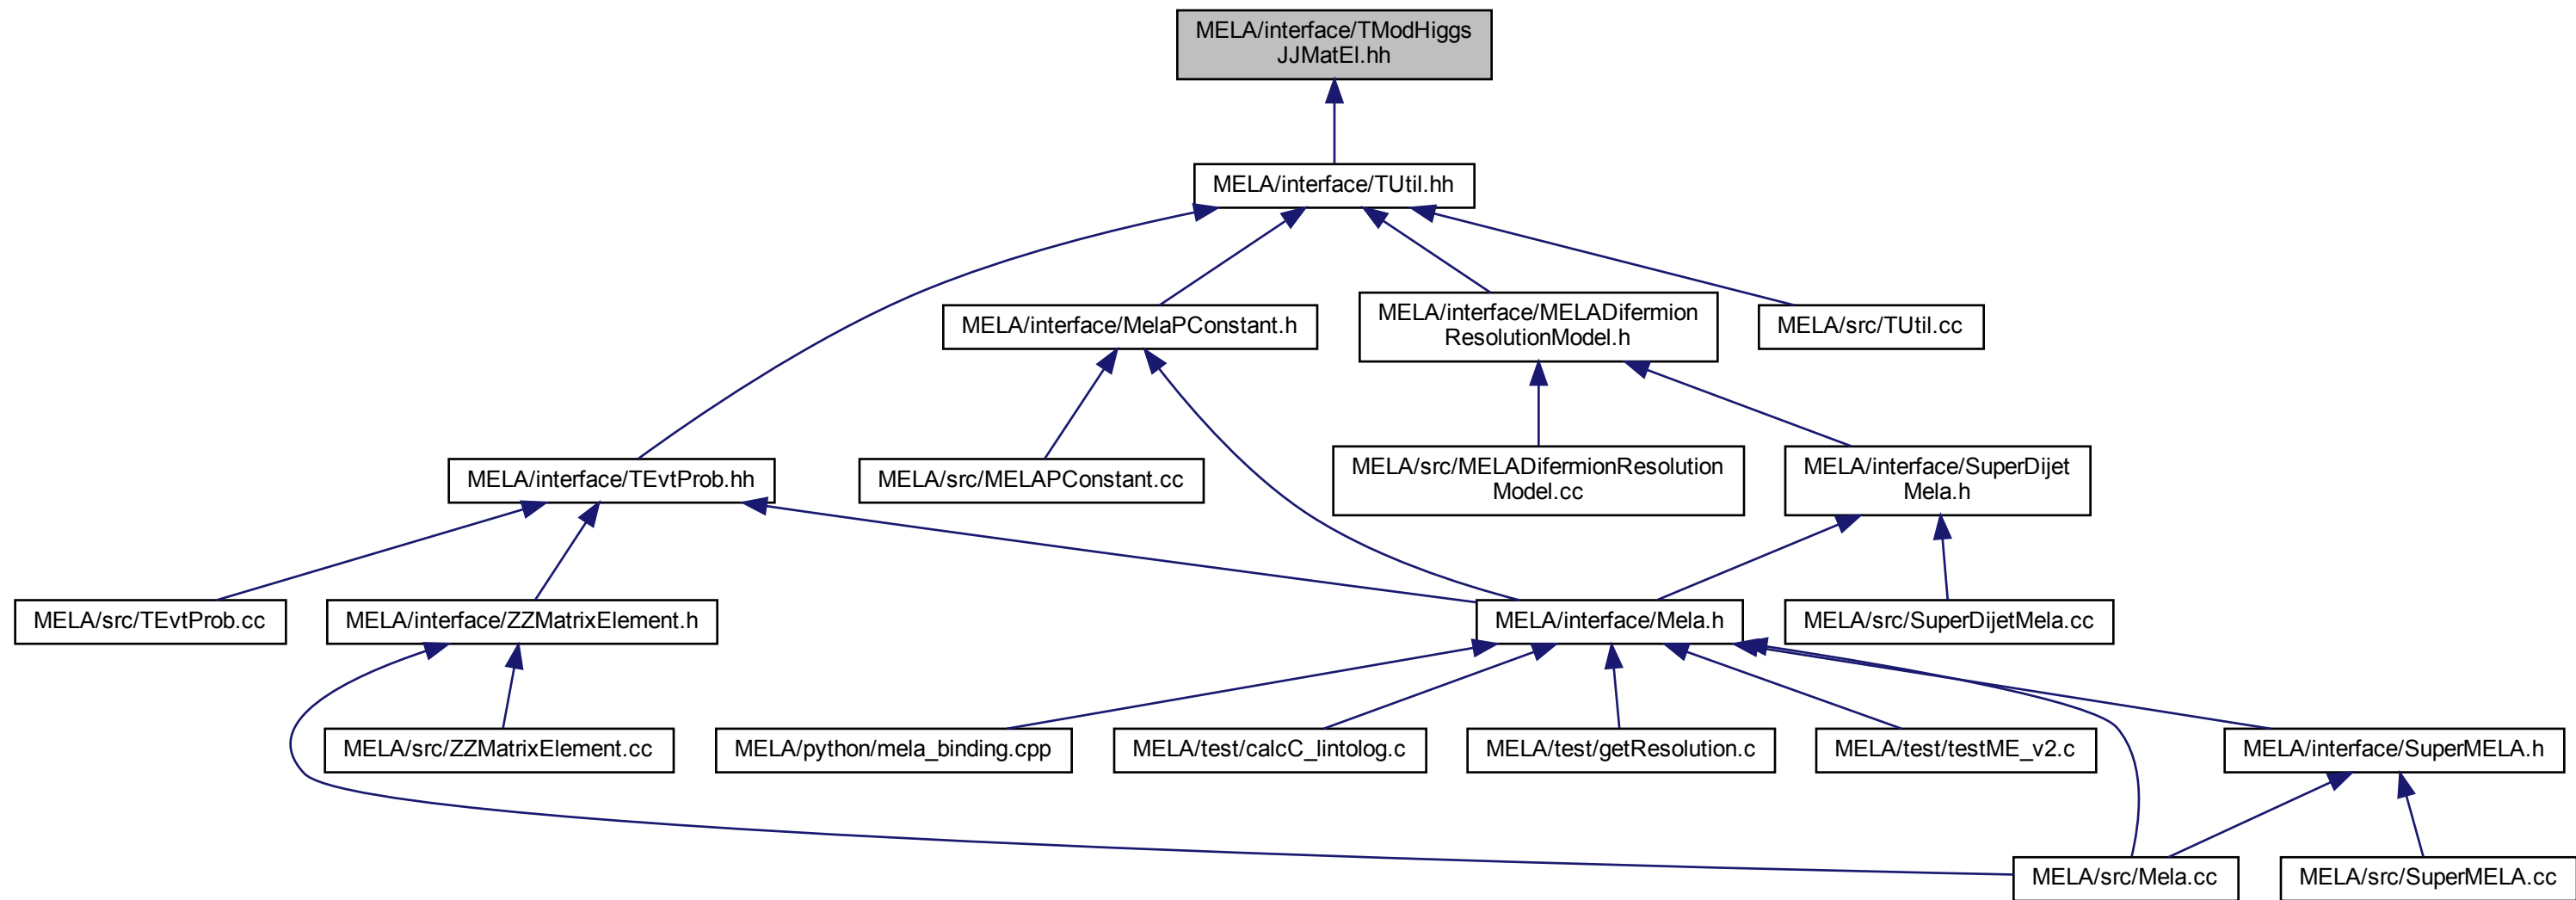 MELA/interface/TModHiggs
JJMatEl.hh
MELA/interface/TUtil.hh
MELA/interface/MelaPConstant.h
MELA/interface/MELADifermion
ResolutionModel.h
MELA/src/TUtil.cc
MELA/interface/TEvtProb.hh
MELA/src/MELAPConstant.cc
MELA/src/MELADifermionResolution
Model.cc
MELA/interface/SuperDijet
Mela.h
MELA/src/TEvtProb.cc
MELA/interface/ZZMatrixElement.h
MELA/interface/Mela.h
MELA/src/SuperDijetMela.cc
MELA/src/ZZMatrixElement.cc
MELA/python/mela_binding.cpp
MELA/test/calcC_lintolog.c
MELA/test/getResolution.c
MELA/test/testME_v2.c
MELA/interface/SuperMELA.h
MELA/src/Mela.cc
MELA/src/SuperMELA.cc